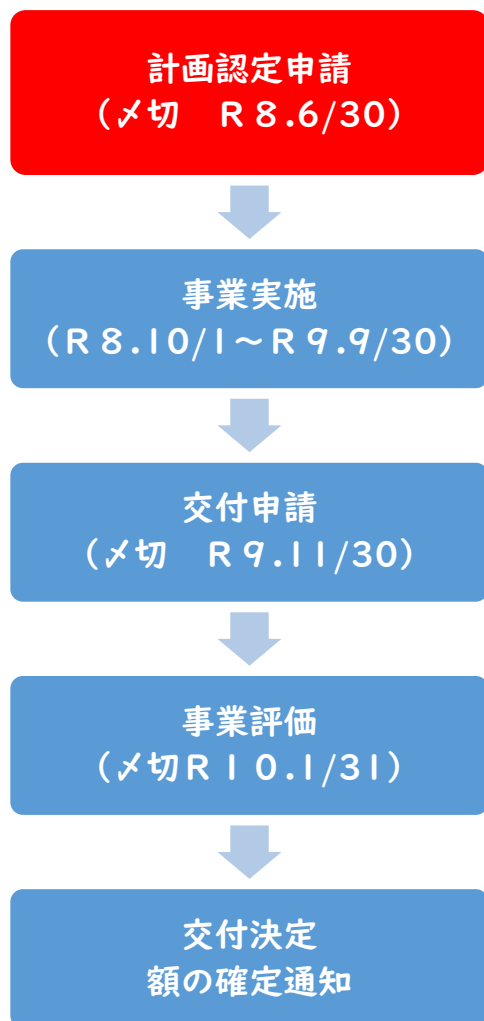 計画認定申請
（〆切　Ｒ８.6/30）
事業実施
（Ｒ８.10/1～Ｒ９.9/30）
交付申請
（〆切　Ｒ９.11/30）
事業評価
（〆切Ｒ１０.1/31）
交付決定
額の確定通知